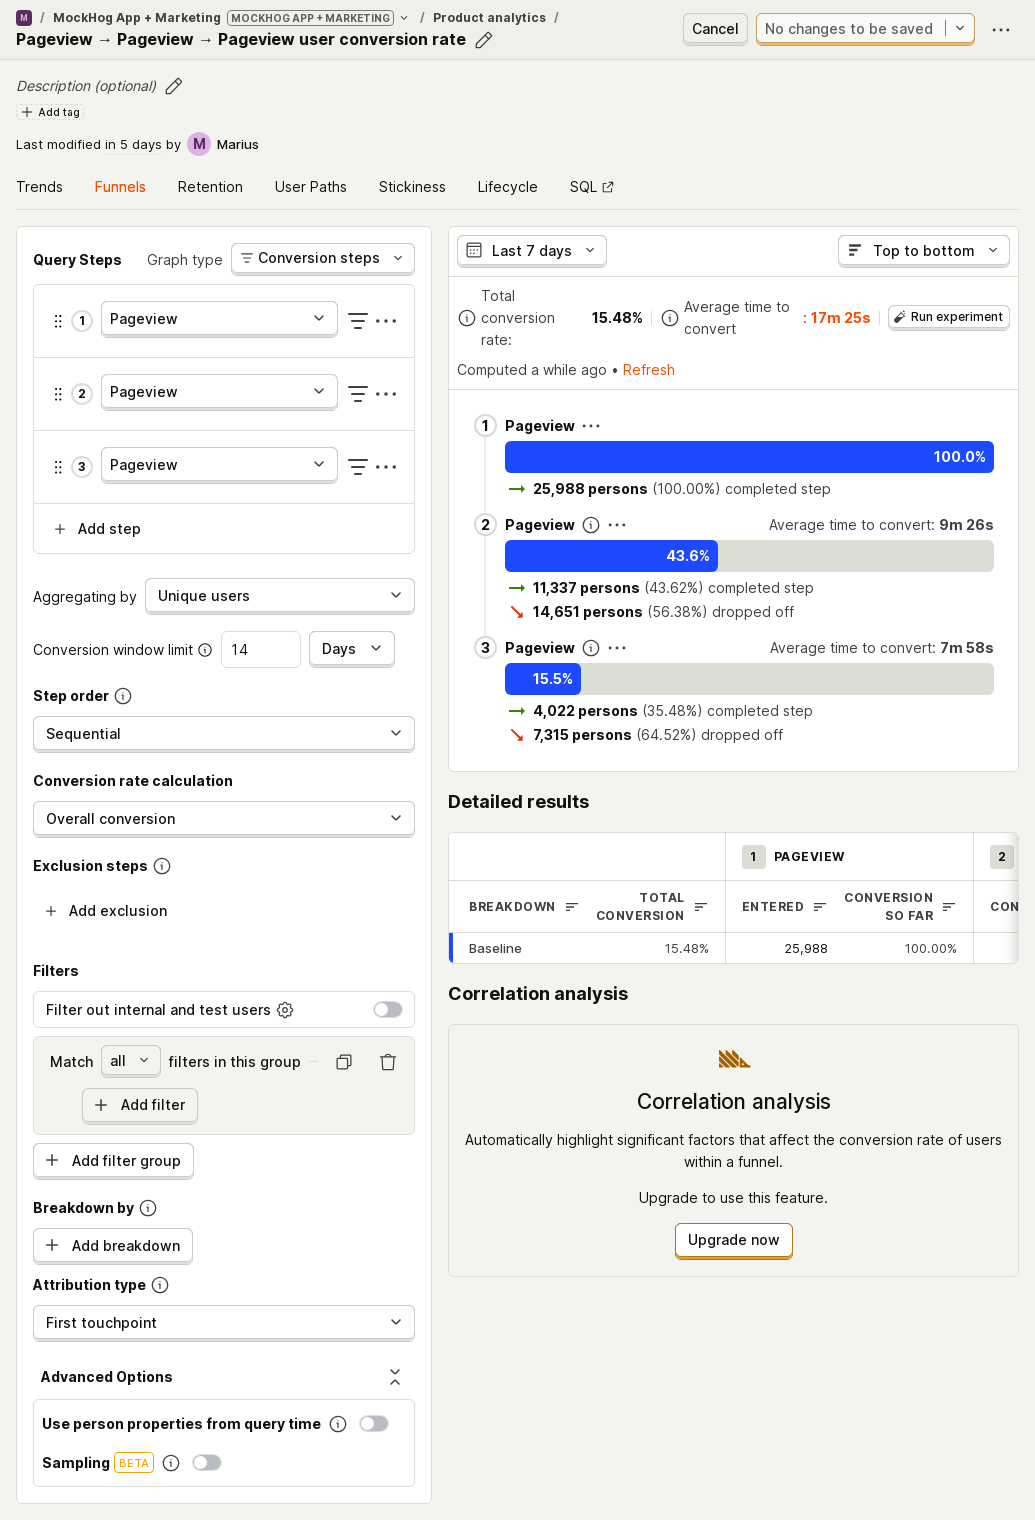 M / MockHog App + Marketing MOCKHOG APP + MARKETING / Product analytics /
Pageview → Pageview → Pageview user conversion rate
Cancel
No changes to be saved
Description (optional)
Add tag
Last modified in 5 days by M Marius
Trends Funnels Retention User Paths Stickiness Lifecycle SQL
Query Steps Graph type Conversion steps
1 Pageview
2 Pageview
3 Pageview
Add step
Aggregating by Unique users
Conversion window limit 14 Days
Step order
Sequential
Conversion rate calculation
Overall conversion
Exclusion steps
Add exclusion
Filters
Filter out internal and test users
Match all filters in this group
Add filter
Add filter group
Breakdown by
Add breakdown
Attribution type
First touchpoint
Advanced Options
Use person properties from query time
Sampling BETA
Last 7 days Top to bottom
Total conversion rate: 15.48%
Average time to convert : 17m 25s
Run experiment
Computed a while ago • Refresh
1 Pageview
100.0%
25,988 persons (100.00%) completed step
2 Pageview Average time to convert: 9m 26s
43.6%
11,337 persons (43.62%) completed step
14,651 persons (56.38%) dropped off
3 Pageview Average time to convert: 7m 58s
15.5%
4,022 persons (35.48%) completed step
7,315 persons (64.52%) dropped off
Detailed results
1 PAGEVIEW 2
BREAKDOWN TOTAL CONVERSION ENTERED CONVERSION SO FAR CON
Baseline 15.48% 25,988 100.00%
Correlation analysis
Correlation analysis
Automatically highlight significant factors that affect the conversion rate of users
within a funnel.
Upgrade to use this feature.
Upgrade now